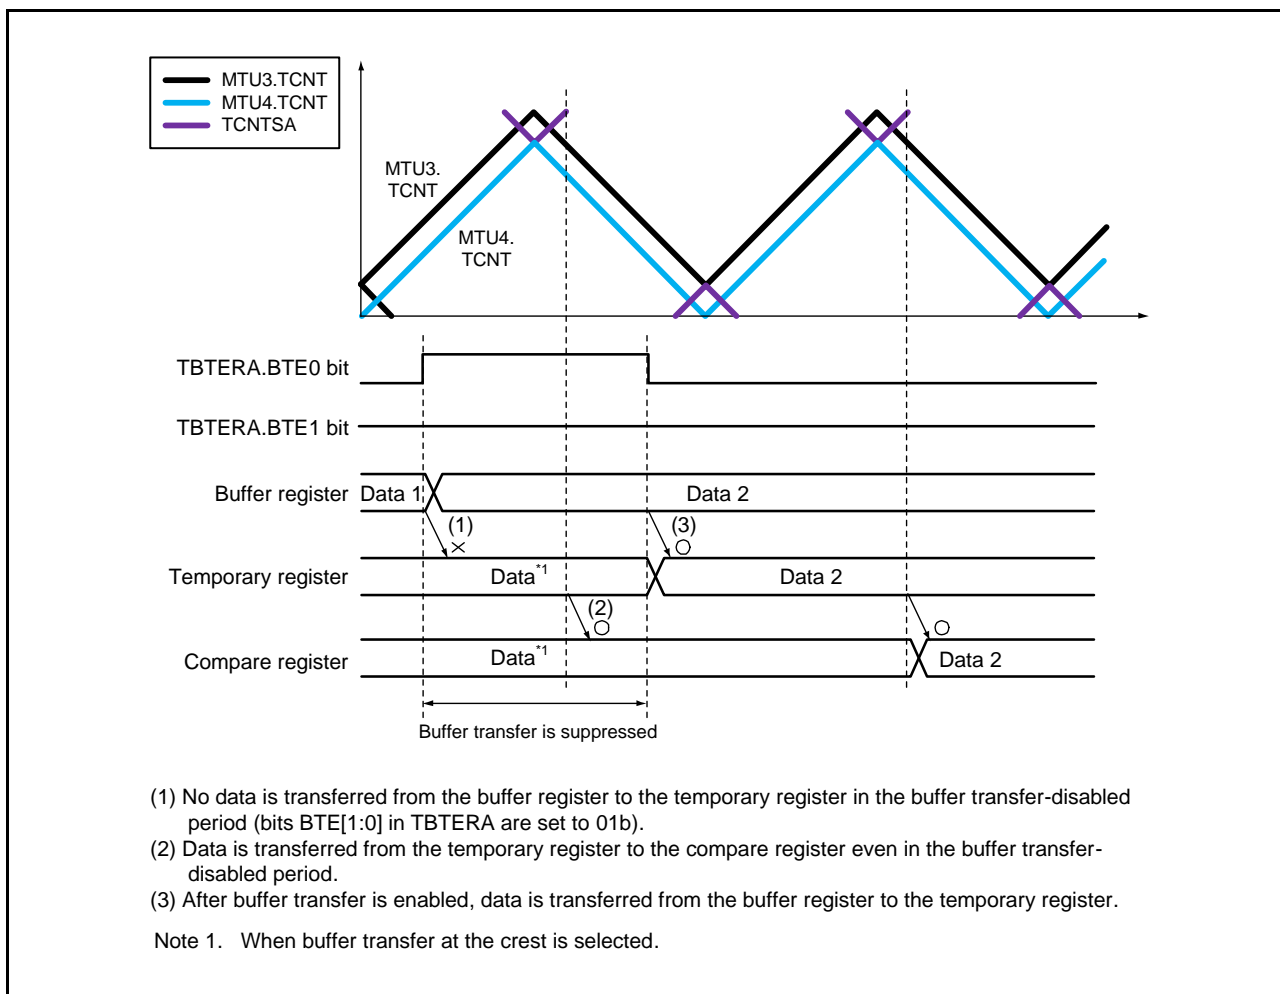 MTU3.TCNT
MTU4.TCNT
TCNTSA
MTU3.
TCNT
MTU4.
TCNT
TBTERA.BTE0 bit
TBTERA.BTE1 bit
Buffer register
Data 1
Data 2
(1)
×
(3)
○
Temporary register
Data*1
Data 2
(2)
○
○
Compare register
Data*1
Data 2
Buffer transfer is suppressed
(1) No data is transferred from the buffer register to the temporary register in the buffer transfer-disabled
period (bits BTE[1:0] in TBTERA are set to 01b).
(2) Data is transferred from the temporary register to the compare register even in the buffer transfer-
disabled period.
(3) After buffer transfer is enabled, data is transferred from the buffer register to the temporary register.
Note 1. When buffer transfer at the crest is selected.